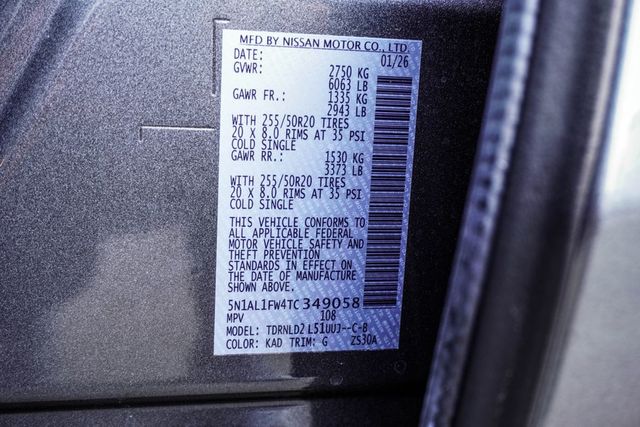 MFD BY NISSAN MOTOR CO., LTD.
DATE: 01/26
GVWR: 2750 KG
6063 LB
GAWR FR.: 1335 KG
2943 LB
WITH 255/50R20 TIRES
20 X 8.0 RIMS AT 35 PSI
COLD SINGLE
GAWR RR.: 1530 KG
3373 LB
WITH 255/50R20 TIRES
20 X 8.0 RIMS AT 35 PSI
COLD SINGLE
THIS VEHICLE CONFORMS TO
ALL APPLICABLE FEDERAL
MOTOR VEHICLE SAFETY AND
THEFT PREVENTION
STANDARDS IN EFFECT ON
THE DATE OF MANUFACTURE
SHOWN ABOVE.
5N1AL1FW4TC349058
MPV 108
MODEL: TDRNLD2 L51UUJ--C-B
COLOR: KAD TRIM: G ZS30A